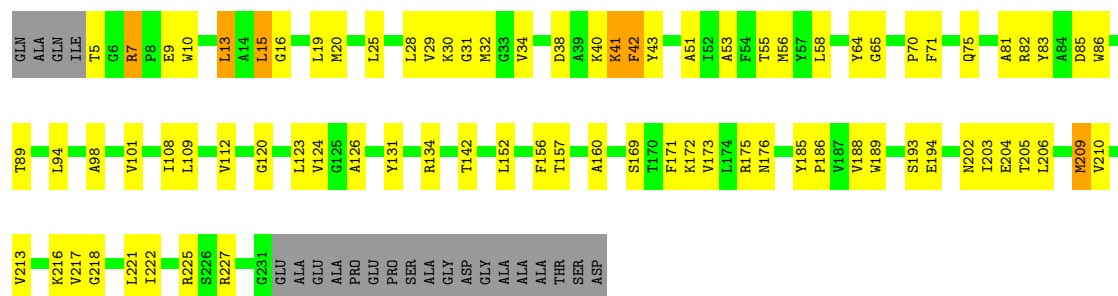 GLN ALA GLN ILE T5 G6 R7 P8 E9 W10 L13 A14 L15 G16 L19 M20 L25 L28 V29 K30 G31 M32 G33 V34 D38 A39 K40 K41 F42 Y43 A51 I52 A53 F54 T55 M56 Y57 L58 Y64 G65 P70 F71 Q75 A81 R82 Y83 A84 D85 W86
T89 L94 A98 V101 I108 L109 V112 G120 L123 V124 G125 A126 Y131 R134 T142 L152 F156 T157 A160 S169 T170 F171 K172 V173 L174 R175 N176 Y185 P186 V187 V188 W189 S193 E194 N202 I203 E204 T205 L206 M209 V210
V213 K216 V217 G218 L221 I222 R225 S226 R227 G231 GLU ALA GLU ALA PRO GLU PRO SER ALA GLY ASP GLY ALA ALA ALA THR SER ASP